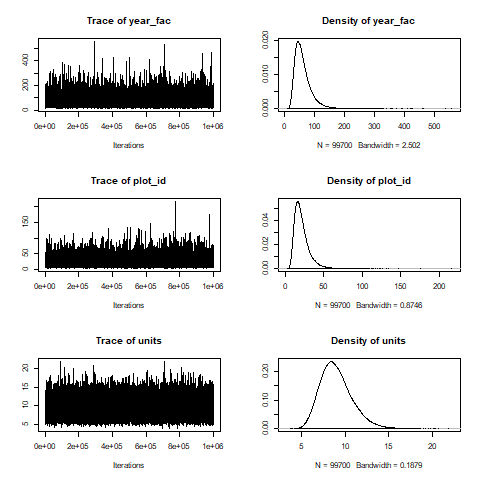 Trace of year_fac
Density of year_fac
0 200 400
0e+00 2e+05 4e+05 6e+05 8e+05 1e+06
Iterations
0.000 0.010 0.020
0 100 200 300 400 500
N = 99700 Bandwidth = 2.502
Trace of plot_id
Density of plot_id
0 50 150
0e+00 2e+05 4e+05 6e+05 8e+05 1e+06
Iterations
0.00 0.02 0.04
0 50 100 150 200
N = 99700 Bandwidth = 0.8746
Trace of units
Density of units
5 10 15 20
0e+00 2e+05 4e+05 6e+05 8e+05 1e+06
Iterations
0.00 0.10 0.20
5 10 15 20
N = 99700 Bandwidth = 0.1879